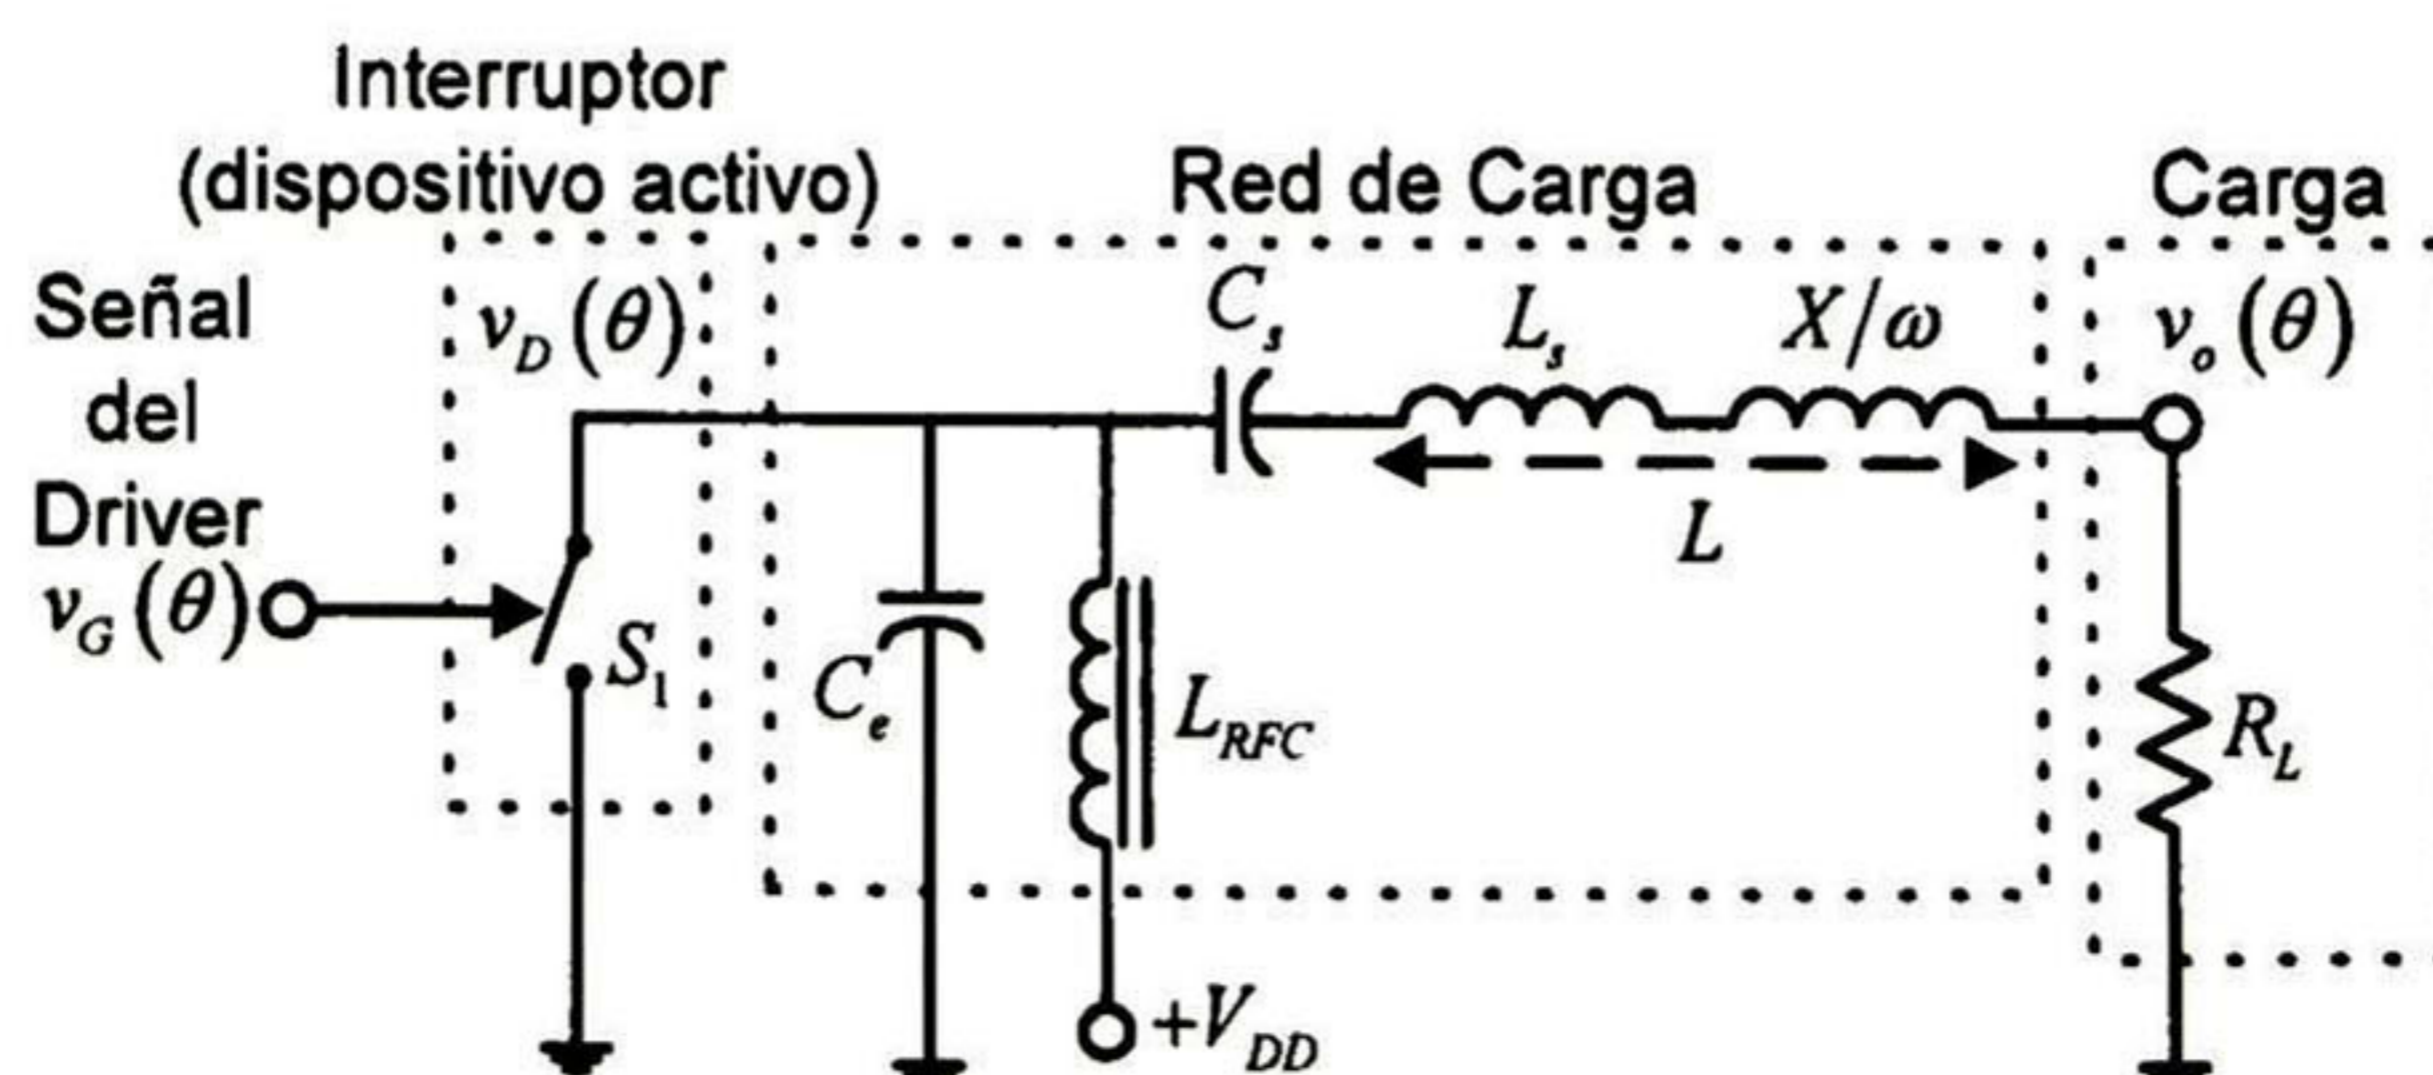 Interruptor
(dispositivo activo)
Red de Carga
Carga
Señal
del
Driver
v_G(θ)
v_D(θ)
S_1
C_e
L_RFC
+V_DD
C_s
L_s
X/ω
L
v_o(θ)
R_L